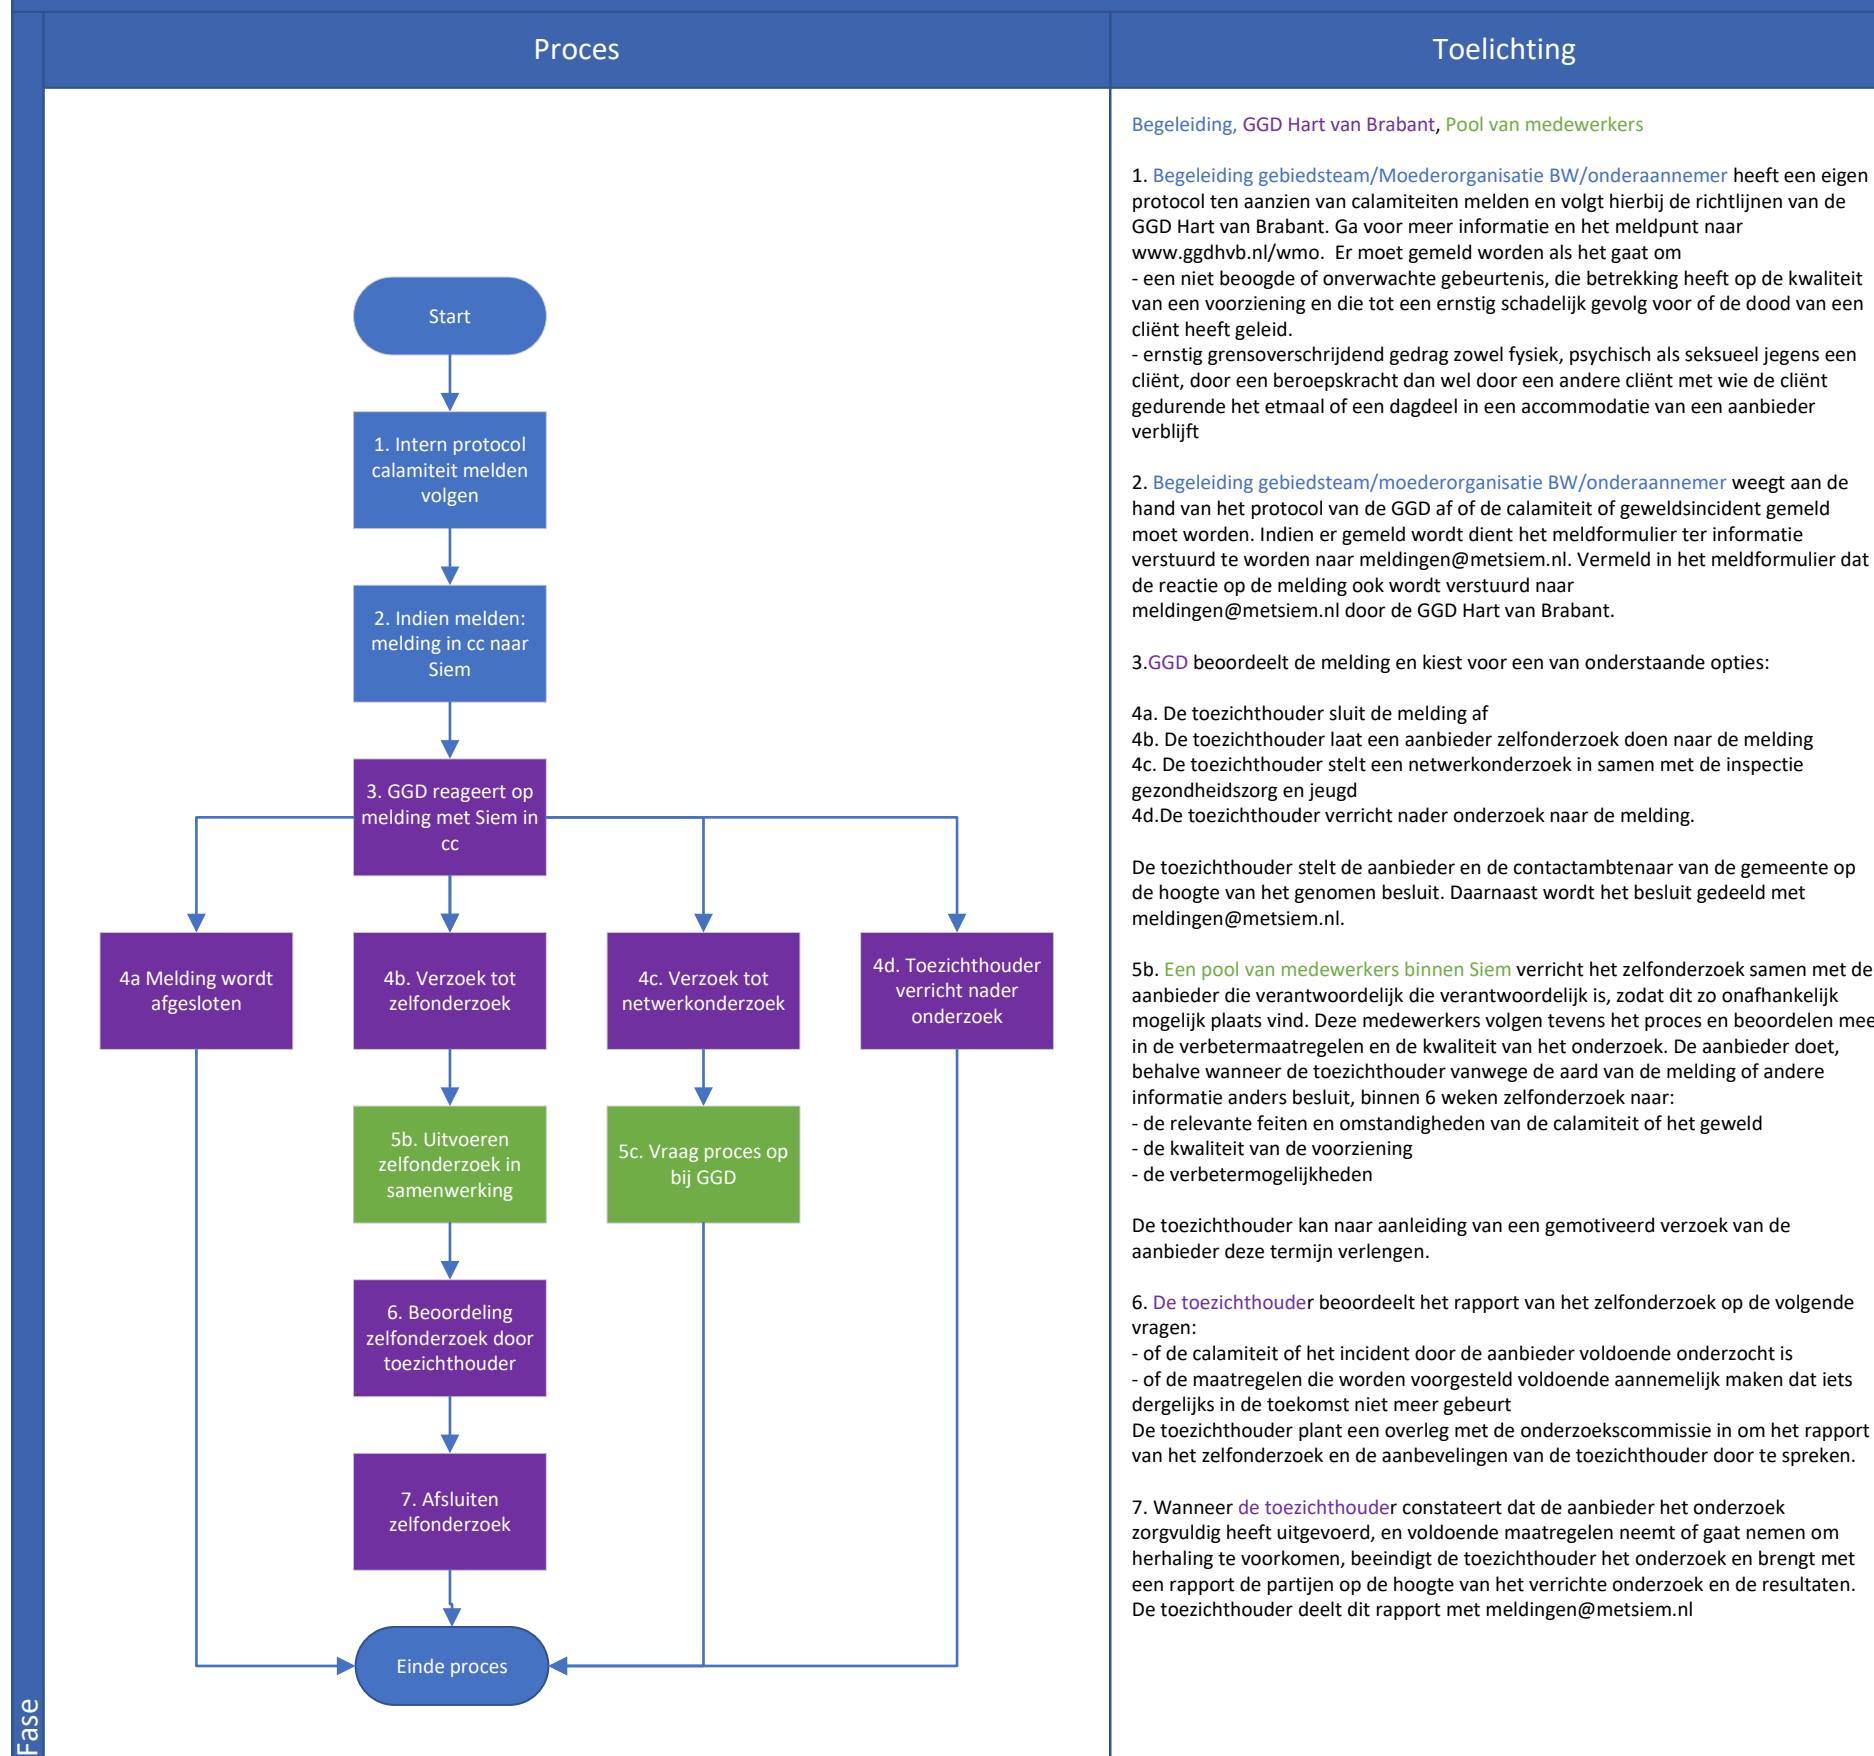 Proces
Toelichting
Fase
Start
1. Intern protocol
calamiteit melden
volgen
2. Indien melden:
melding in cc naar
Siem
3. GGD reageert op
melding met Siem in
cc
4a Melding wordt
afgesloten
4b. Verzoek tot
zelfonderzoek
4c. Verzoek tot
netwerkonderzoek
4d. Toezichthouder
verricht nader
onderzoek
5b. Uitvoeren
zelfonderzoek in
samenwerking
5c. Vraag proces op
bij GGD
6. Beoordeling
zelfonderzoek door
toezichthouder
7. Afsluiten
zelfonderzoek
Einde proces
Begeleiding, GGD Hart van Brabant, Pool van medewerkers
1. Begeleiding gebiedsteam/Moederorganisatie BW/onderaannemer heeft een eigen
protocol ten aanzien van calamiteiten melden en volgt hierbij de richtlijnen van de
GGD Hart van Brabant. Ga voor meer informatie en het meldpunt naar
www.ggdhvb.nl/wmo.  Er moet gemeld worden als het gaat om
- een niet beoogde of onverwachte gebeurtenis, die betrekking heeft op de kwaliteit
van een voorziening en die tot een ernstig schadelijk gevolg voor of de dood van een
cliënt heeft geleid.
- ernstig grensoverschrijdend gedrag zowel fysiek, psychisch als seksueel jegens een
cliënt, door een beroepskracht dan wel door een andere cliënt met wie de cliënt
gedurende het etmaal of een dagdeel in een accommodatie van een aanbieder
verblijft
2. Begeleiding gebiedsteam/moederorganisatie BW/onderaannemer weegt aan de
hand van het protocol van de GGD af of de calamiteit of geweldsincident gemeld
moet worden. Indien er gemeld wordt dient het meldformulier ter informatie
verstuurd te worden naar meldingen@metsiem.nl. Vermeld in het meldformulier dat
de reactie op de melding ook wordt verstuurd naar
meldingen@metsiem.nl door de GGD Hart van Brabant.
3.GGD beoordeelt de melding en kiest voor een van onderstaande opties:
4a. De toezichthouder sluit de melding af
4b. De toezichthouder laat een aanbieder zelfonderzoek doen naar de melding
4c. De toezichthouder stelt een netwerkonderzoek in samen met de inspectie
gezondheidszorg en jeugd
4d.De toezichthouder verricht nader onderzoek naar de melding.
De toezichthouder stelt de aanbieder en de contactambtenaar van de gemeente op
de hoogte van het genomen besluit. Daarnaast wordt het besluit gedeeld met
meldingen@metsiem.nl.
5b. Een pool van medewerkers binnen Siem verricht het zelfonderzoek samen met de
aanbieder die verantwoordelijk die verantwoordelijk is, zodat dit zo onafhankelijk
mogelijk plaats vind. Deze medewerkers volgen tevens het proces en beoordelen mee
in de verbetermaatregelen en de kwaliteit van het onderzoek. De aanbieder doet,
behalve wanneer de toezichthouder vanwege de aard van de melding of andere
informatie anders besluit, binnen 6 weken zelfonderzoek naar:
- de relevante feiten en omstandigheden van de calamiteit of het geweld
- de kwaliteit van de voorziening
- de verbetermogelijkheden
De toezichthouder kan naar aanleiding van een gemotiveerd verzoek van de
aanbieder deze termijn verlengen.
6. De toezichthouder beoordeelt het rapport van het zelfonderzoek op de volgende
vragen:
- of de calamiteit of het incident door de aanbieder voldoende onderzocht is
- of de maatregelen die worden voorgesteld voldoende aannemelijk maken dat iets
dergelijks in de toekomst niet meer gebeurt
De toezichthouder plant een overleg met de onderzoekscommissie in om het rapport
van het zelfonderzoek en de aanbevelingen van de toezichthouder door te spreken.
7. Wanneer de toezichthouder constateert dat de aanbieder het onderzoek
zorgvuldig heeft uitgevoerd, en voldoende maatregelen neemt of gaat nemen om
herhaling te voorkomen, beeindigt de toezichthouder het onderzoek en brengt met
een rapport de partijen op de hoogte van het verrichte onderzoek en de resultaten.
De toezichthouder deelt dit rapport met meldingen@metsiem.nl